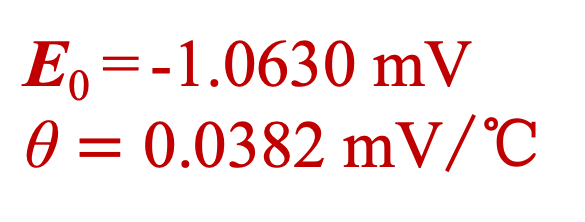 E₀ = -1.0630 mV
θ = 0.0382 mV/℃